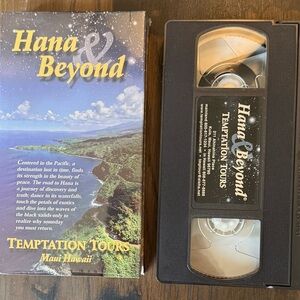 Hana &
Beyond
Centered in the Pacific, a
destination lost in time, finds
its strength in the beauty of
peace. The road to Hana is
a journey of discovery and
truth; dance in its waterfalls,
touch the petals of exotics
and dive into the waves of
the black sands only to
realize why someday
you must return.
TEMPTATION TOURS
Maui Hawaii
Hana & Beyond
TEMPTATION TOURS